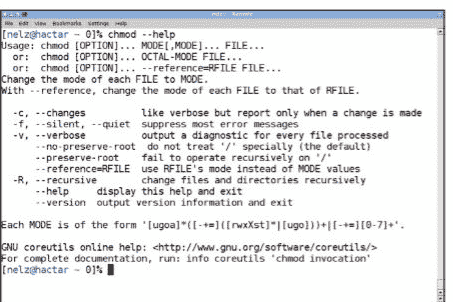 File Edit View Bookmarks Settings Help
[nelz@hactar ~ 0]% chmod --help
Usage: chmod [OPTION]... MODE[,MODE]... FILE...
or: chmod [OPTION]... OCTAL-MODE FILE...
or: chmod [OPTION]... --reference=RFILE FILE...
Change the mode of each FILE to MODE.
With --reference, change the mode of each FILE to that of RFILE.
-c, --changes like verbose but report only when a change is made
-f, --silent, --quiet suppress most error messages
-v, --verbose output a diagnostic for every file processed
--no-preserve-root do not treat '/' specially (the default)
--preserve-root fail to operate recursively on '/'
--reference=RFILE use RFILE's mode instead of MODE values
-R, --recursive change files and directories recursively
--help display this help and exit
--version output version information and exit
Each MODE is of the form '[ugoa]*([-+=]([rwxXst]*|[ugo]))+|[-+=][0-7]+'.
GNU coreutils online help: <http://www.gnu.org/software/coreutils/>
For complete documentation, run: info coreutils 'chmod invocation'
[nelz@hactar ~ 0]%